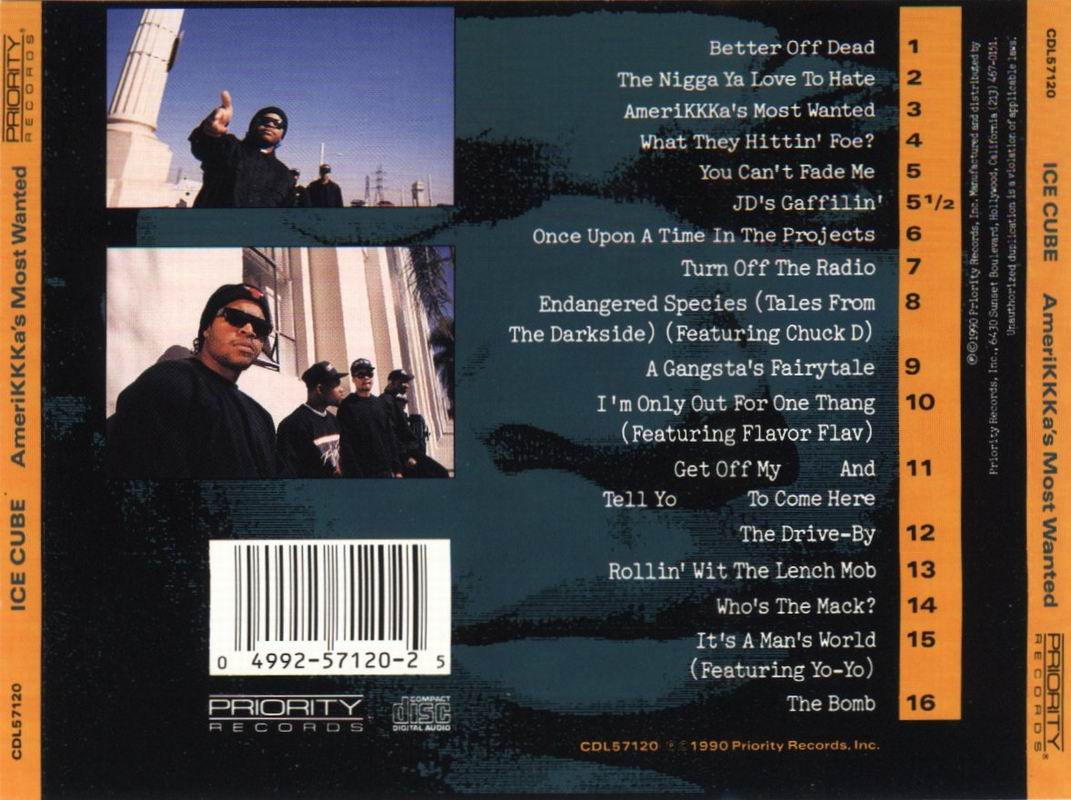 PRIORITY
RECORDS
AmeriKKKa's Most Wanted
ICE CUBE
CDL57120
Better Off Dead 1
The Nigga Ya Love To Hate 2
AmeriKKKa's Most Wanted 3
What They Hittin' Foe? 4
You Can't Fade Me 5
JD's Gaffilin' 5 1/2
Once Upon A Time In The Projects 6
Turn Off The Radio 7
Endangered Species (Tales From 8
The Darkside) (Featuring Chuck D)
A Gangsta's Fairytale 9
I'm Only Out For One Thang 10
(Featuring Flavor Flav)
Get Off My And 11
Tell Yo To Come Here
The Drive-By 12
Rollin' Wit The Lench Mob 13
Who's The Mack? 14
It's A Man's World 15
(Featuring Yo-Yo)
The Bomb 16
0 4992-57120-2 5
PRIORITY
RECORDS
COMPACT
disc
DIGITAL AUDIO
CDL57120 ℗©1990 Priority Records, Inc.
℗©1990 Priority Records, Inc. Manufactured and distributed by
Priority Records, Inc., 6430 Sunset Boulevard, Hollywood, California (213) 467-0151.
Unauthorized duplication is a violation of applicable laws.
CDL57120
ICE CUBE
AmeriKKKa's Most Wanted
PRIORITY
RECORDS